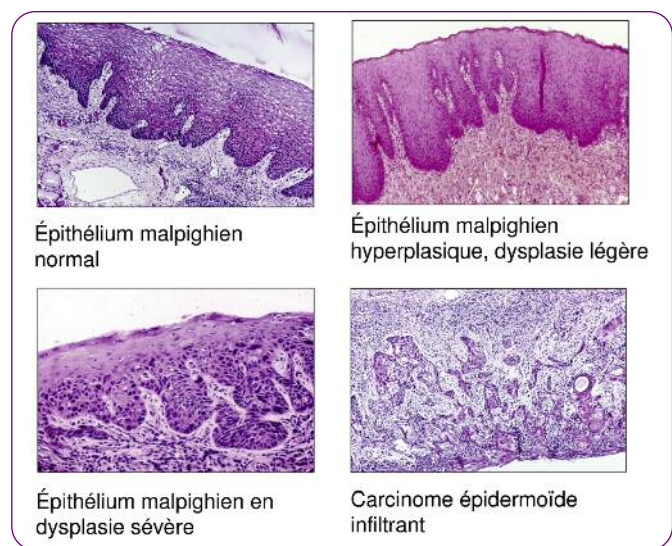 Épithélium malpighien
normal
Épithélium malpighien
hyperplasique, dysplasie légère
Épithélium malpighien en
dysplasie sévère
Carcinome épidermoïde
infiltrant